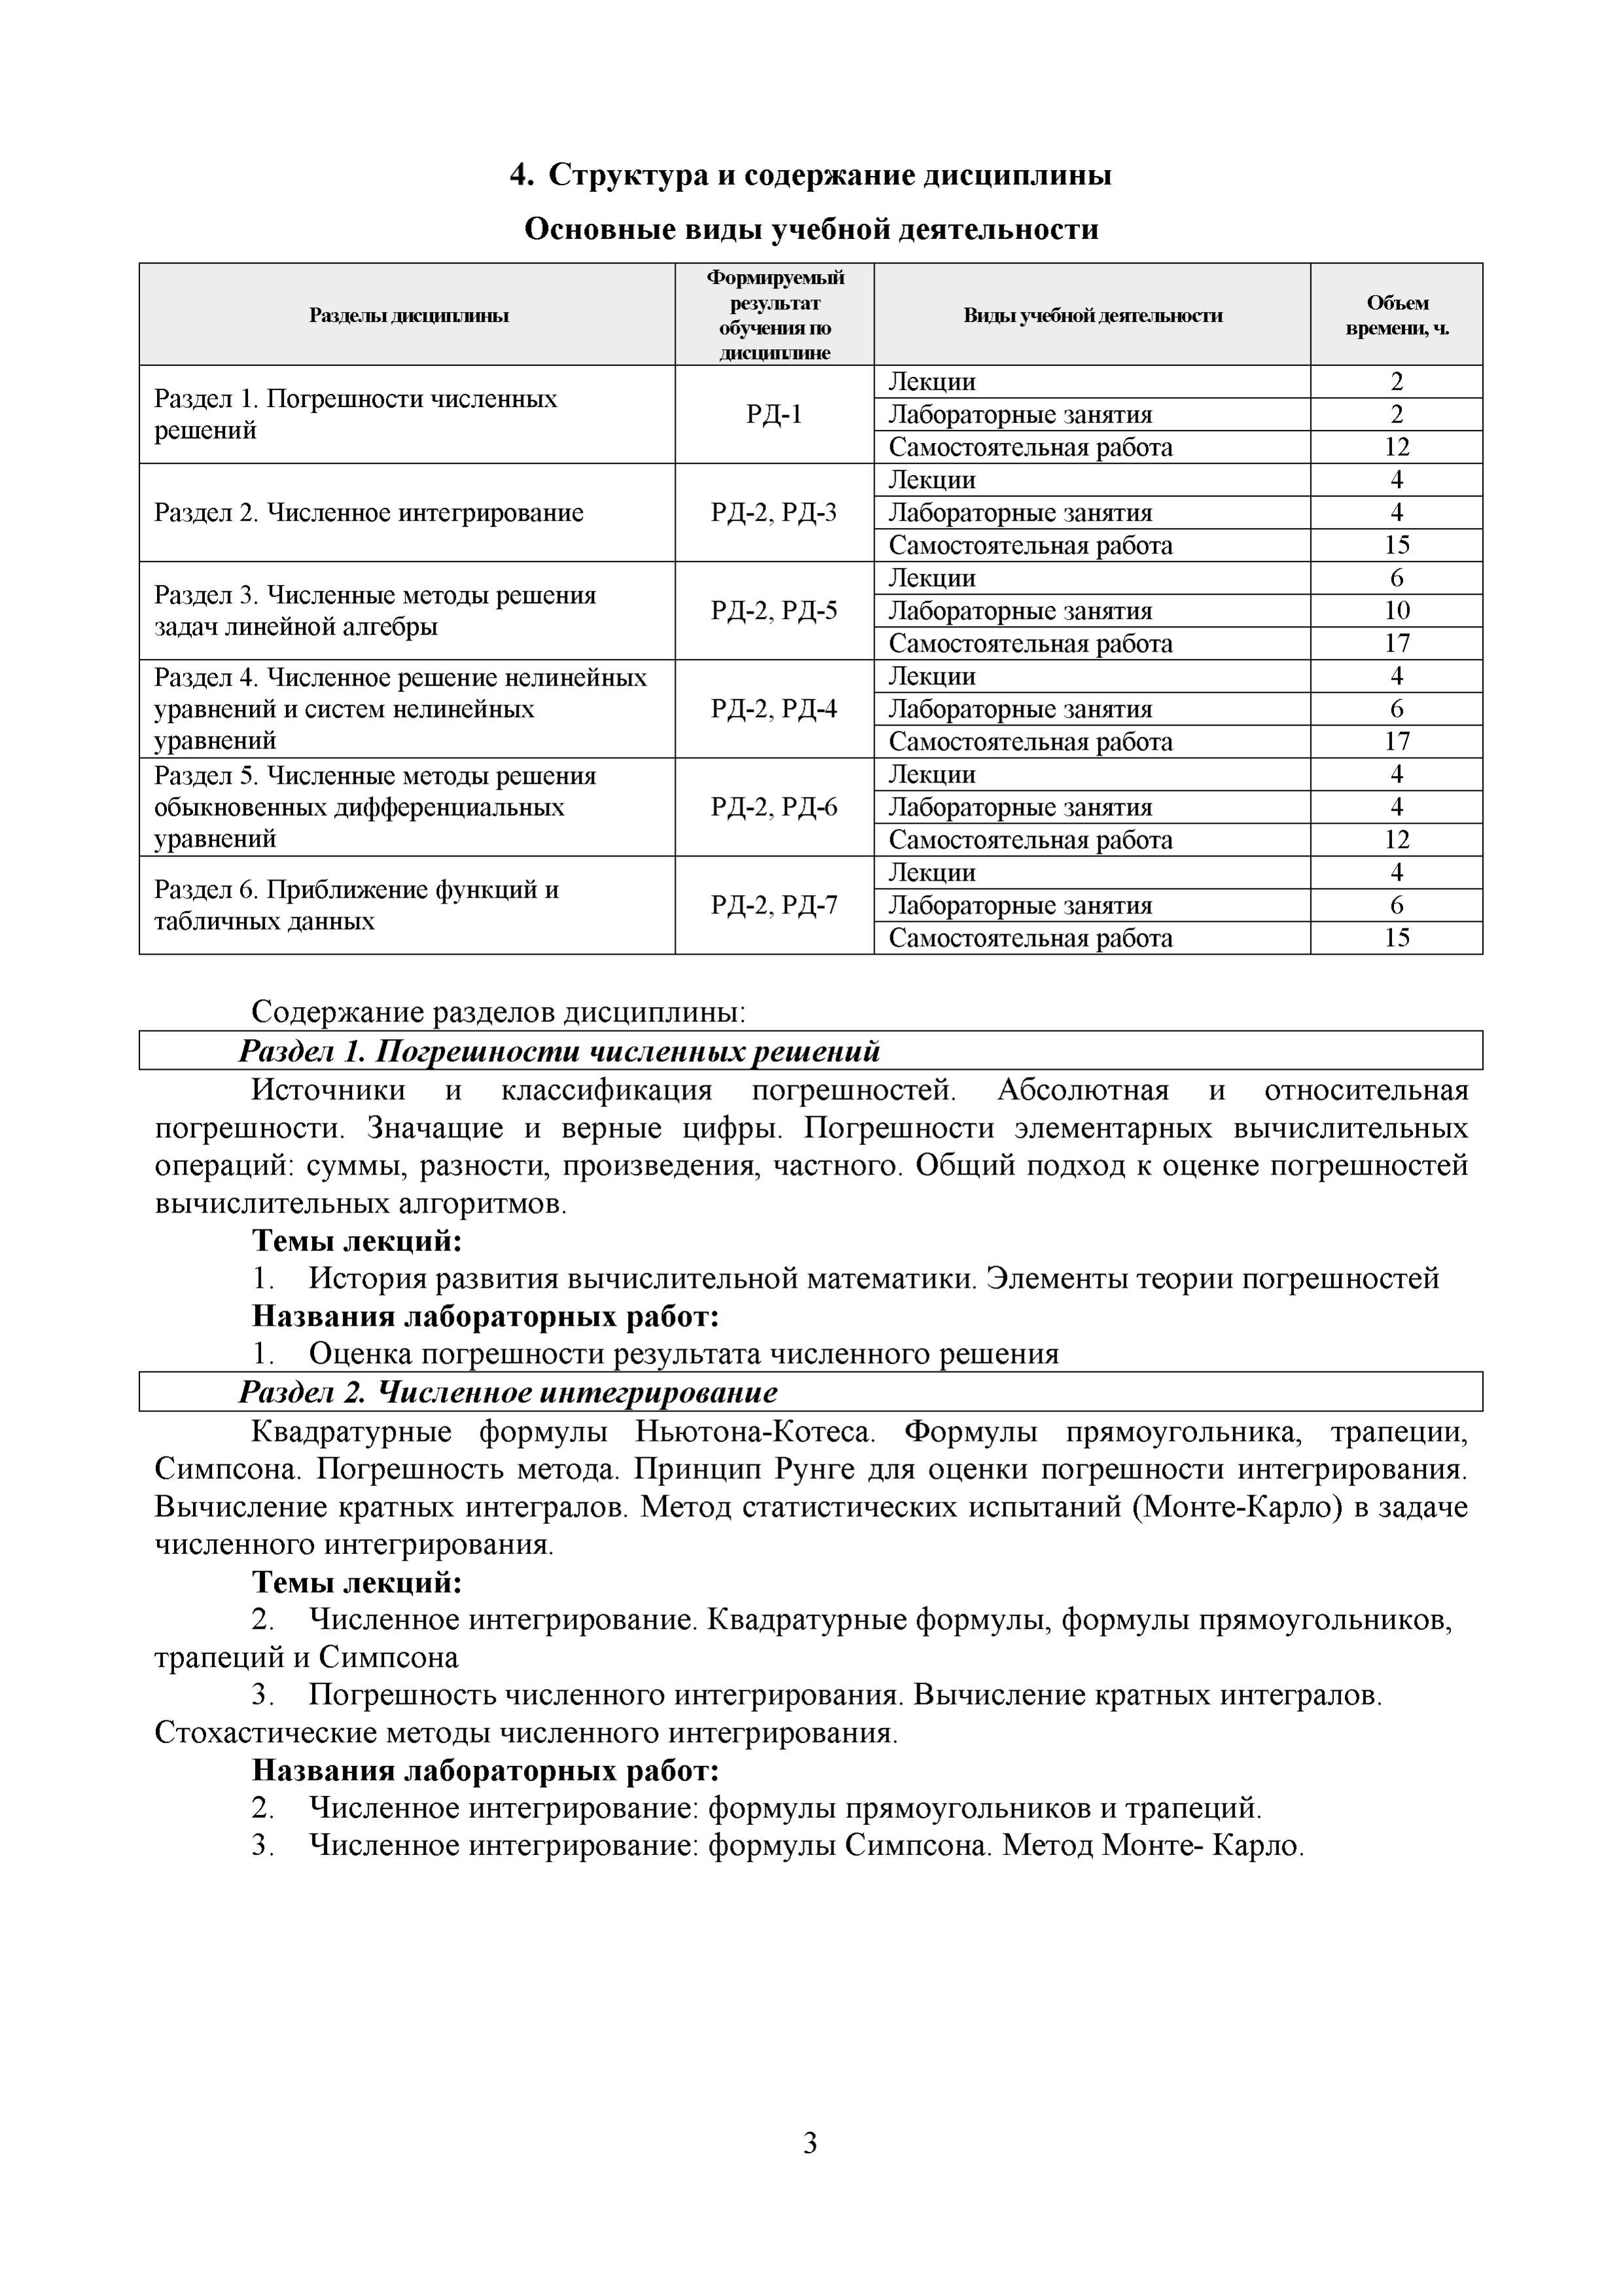 4. Структура и содержание дисциплины
Основные виды учебной деятельности
Разделы дисциплины
Формируемый
результат
обучения по
дисциплине
Виды учебной деятельности
Объем
времени, ч.
Раздел 1. Погрешности численных
решений
РД-1
Лекции
2
Лабораторные занятия
2
Самостоятельная работа
12
Раздел 2. Численное интегрирование
РД-2, РД-3
Лекции
4
Лабораторные занятия
4
Самостоятельная работа
15
Раздел 3. Численные методы решения
задач линейной алгебры
РД-2, РД-5
Лекции
6
Лабораторные занятия
10
Самостоятельная работа
17
Раздел 4. Численное решение нелинейных
уравнений и систем нелинейных
уравнений
РД-2, РД-4
Лекции
4
Лабораторные занятия
6
Самостоятельная работа
17
Раздел 5. Численные методы решения
обыкновенных дифференциальных
уравнений
РД-2, РД-6
Лекции
4
Лабораторные занятия
4
Самостоятельная работа
12
Раздел 6. Приближение функций и
табличных данных
РД-2, РД-7
Лекции
4
Лабораторные занятия
6
Самостоятельная работа
15
Содержание разделов дисциплины:
Раздел 1. Погрешности численных решений
Источники и классификация погрешностей. Абсолютная и относительная
погрешности. Значащие и верные цифры. Погрешности элементарных вычислительных
операций: суммы, разности, произведения, частного. Общий подход к оценке погрешностей
вычислительных алгоритмов.
Темы лекций:
1. История развития вычислительной математики. Элементы теории погрешностей
Названия лабораторных работ:
1. Оценка погрешности результата численного решения
Раздел 2. Численное интегрирование
Квадратурные формулы Ньютона-Котеса. Формулы прямоугольника, трапеции,
Симпсона. Погрешность метода. Принцип Рунге для оценки погрешности интегрирования.
Вычисление кратных интегралов. Метод статистических испытаний (Монте-Карло) в задаче
численного интегрирования.
Темы лекций:
2. Численное интегрирование. Квадратурные формулы, формулы прямоугольников,
трапеций и Симпсона
3. Погрешность численного интегрирования. Вычисление кратных интегралов.
Стохастические методы численного интегрирования.
Названия лабораторных работ:
2. Численное интегрирование: формулы прямоугольников и трапеций.
3. Численное интегрирование: формулы Симпсона. Метод Монте- Карло.
3